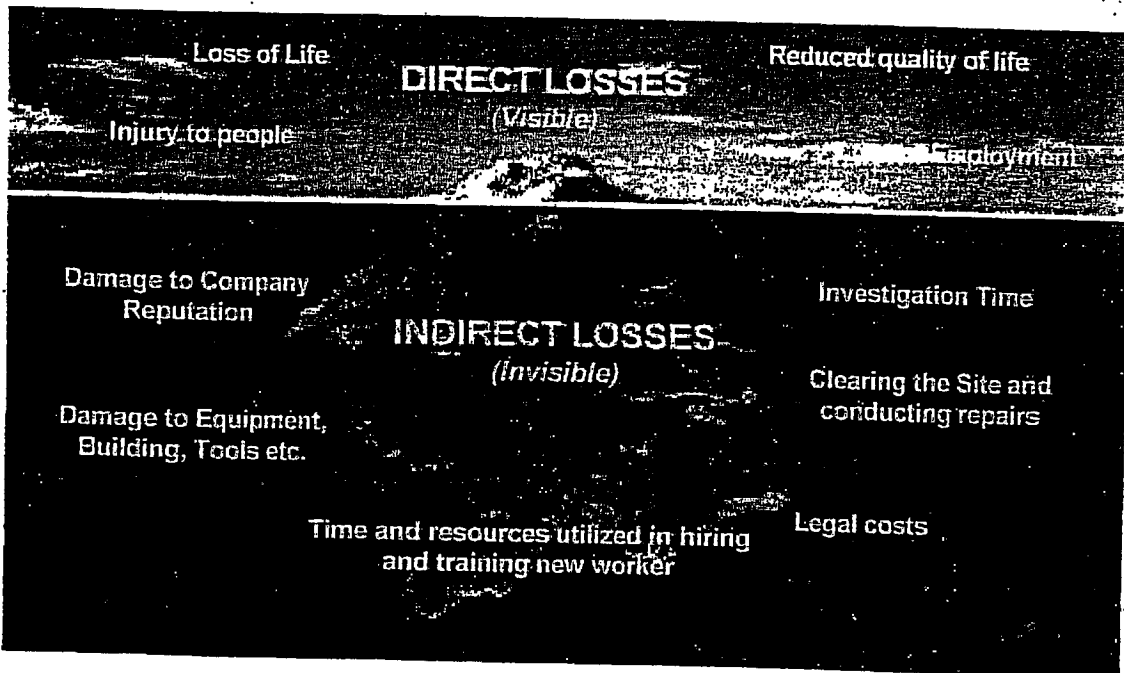 Loss of Life
Reduced quality of life
DIRECT LOSSES
(Visible)
Injury to people
Employment
Damage to Company
Reputation
Investigation Time
INDIRECT LOSSES
(Invisible)
Clearing the Site and
conducting repairs
Damage to Equipment,
Building, Tools etc.
Legal costs
Time and resources utilized in hiring
and training new worker